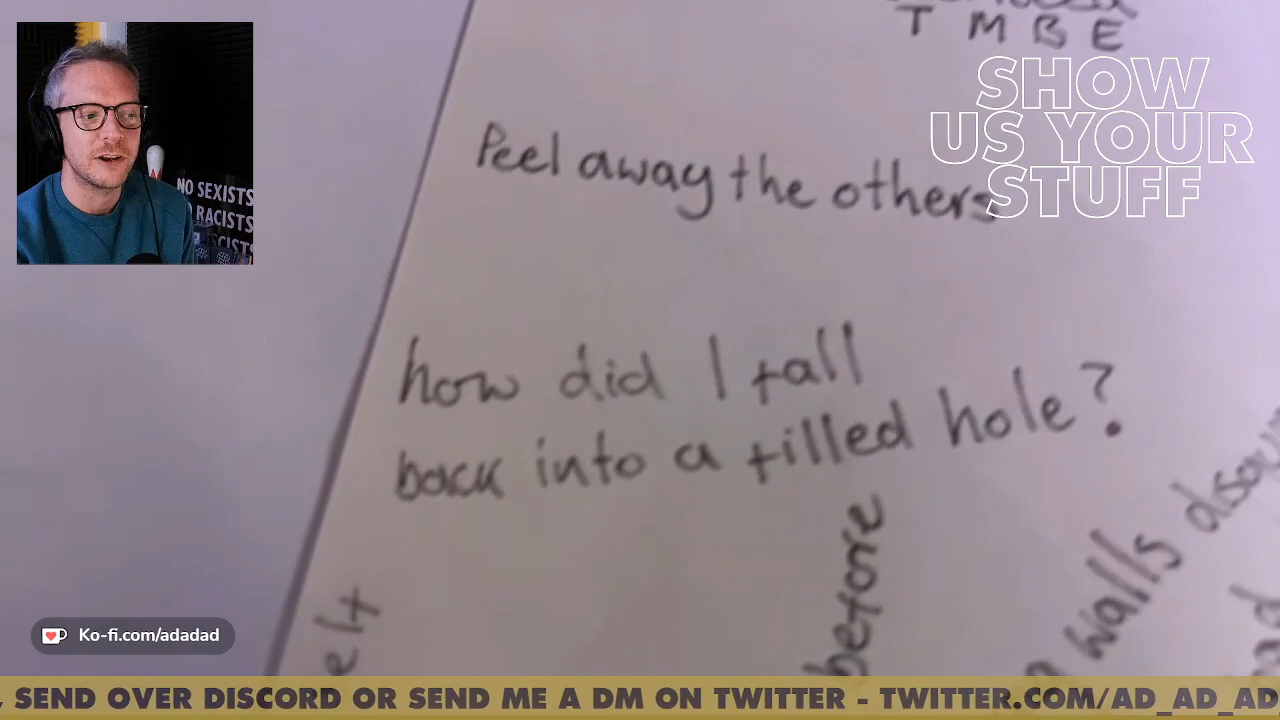 T M B E
SHOW
US YOUR
STUFF
Peel away the others
NO SEXISTS
RACISTS
how did I fall
back into a filled hole?
before
walls
Ko-fi.com/adadad
, SEND OVER DISCORD OR SEND ME A DM ON TWITTER - TWITTER.COM/AD_AD_AD